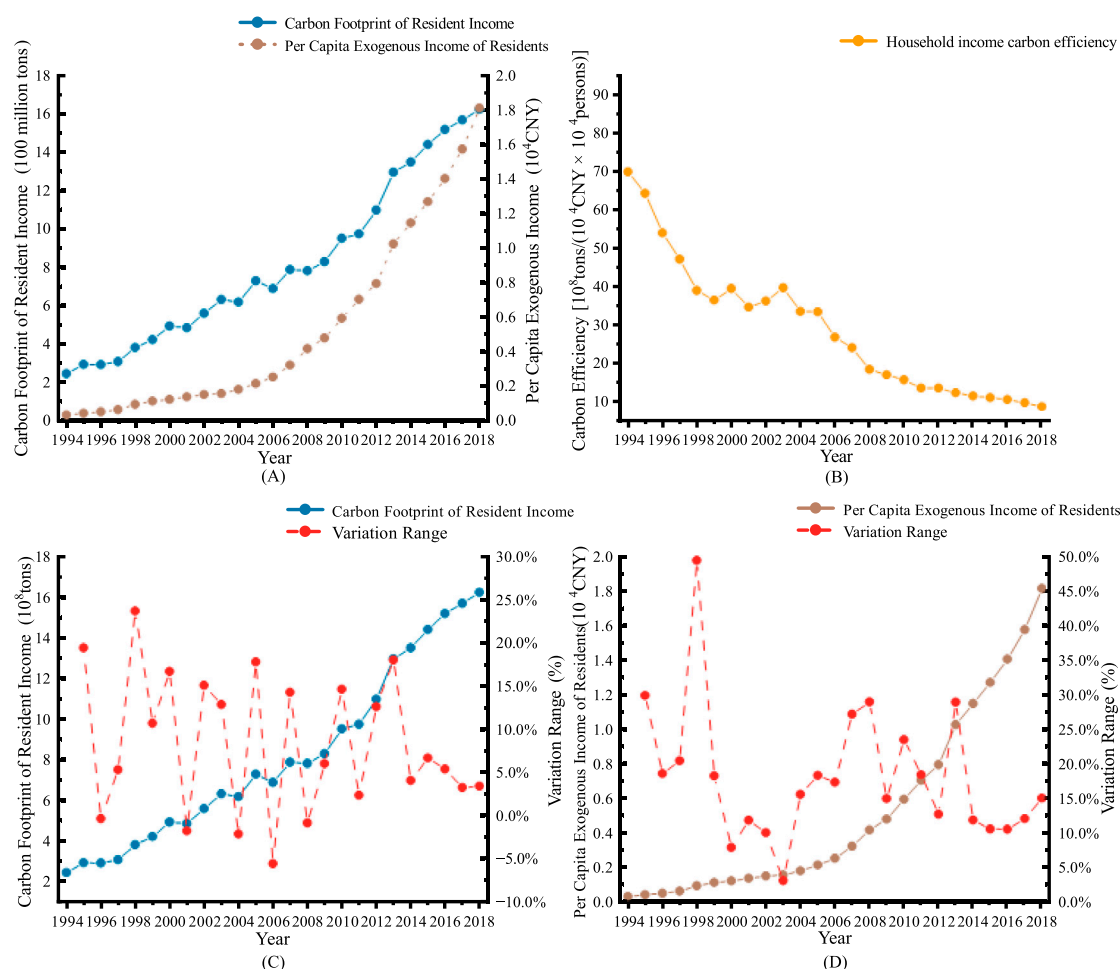 Carbon Footprint of Resident Income
Per Capita Exogenous Income of Residents
Carbon Footprint of Resident Income (100 million tons )
18
16
14
12
10
8
6
4
2
0
2.0
1.8
1.6
1.4
1.2
1.0
0.8
0.6
0.4
0.2
0.0
Per Capita Exogenous Income (10⁴CNY)
1994 1996 1998 2000 2002 2004 2006 2008 2010 2012 2014 2016 2018
Year
(A)
Household income carbon efficiency
Carbon Efficiency [10⁸tons/(10 ⁴CNY × 10 ⁴persons)]
90
80
70
60
50
40
30
20
10
1994 1996 1998 2000 2002 2004 2006 2008 2010 2012 2014 2016 2018
Year
(B)
Carbon Footprint of Resident Income
Variation Range
Carbon Footprint of Resident Income (10⁸tons)
18
16
14
12
10
8
6
4
2
30.0%
25.0%
20.0%
15.0%
10.0%
5.0%
0.0%
−5.0%
−10.0%
Variation Range (%)
1994 1996 1998 2000 2002 2004 2006 2008 2010 2012 2014 2016 2018
Year
(C)
Per Capita Exogenous Income of Residents
Variation Range
Per Capita Exogenous Income of Residents(10 ⁴CNY)
2.0
1.8
1.6
1.4
1.2
1.0
0.8
0.6
0.4
0.2
0.0
50.0%
45.0%
40.0%
35.0%
30.0%
25.0%
20.0%
15.0%
10.0%
5.0%
0.0%
Variation Range (%)
1994 1996 1998 2000 2002 2004 2006 2008 2010 2012 2014 2016 2018
Year
(D)